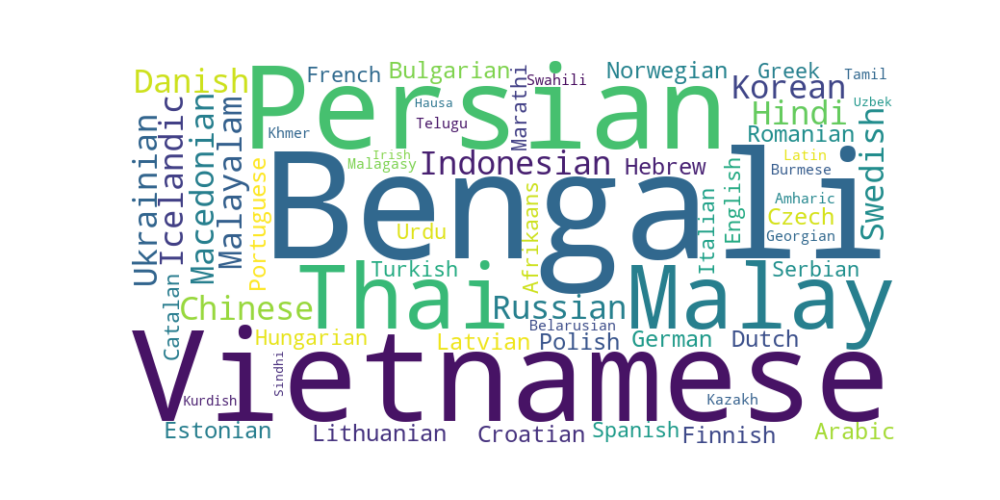 Danish
French
Bulgarian
Swahili
Norwegian
Greek
Tamil
Korean
Persian
Hausa
Uzbek
Marathi
Hindi
Telugu
Khmer
Romanian
Ukrainian
Icelandic
Macedonian
Malayalam
Irish
Malagasy
Indonesian
Hebrew
Latin
Burmese
Swedish
Bengali
Portuguese
Afrikaans
English
Italian
Amharic
Czech
Urdu
Georgian
Turkish
Serbian
Catalan
Chinese
Thai
Russian
Malay
Belarusian
Hungarian
Latvian
Polish
German
Dutch
Vietnamese
Sindhi
Kurdish
Kazakh
Estonian
Lithuanian
Croatian
Spanish
Finnish
Arabic